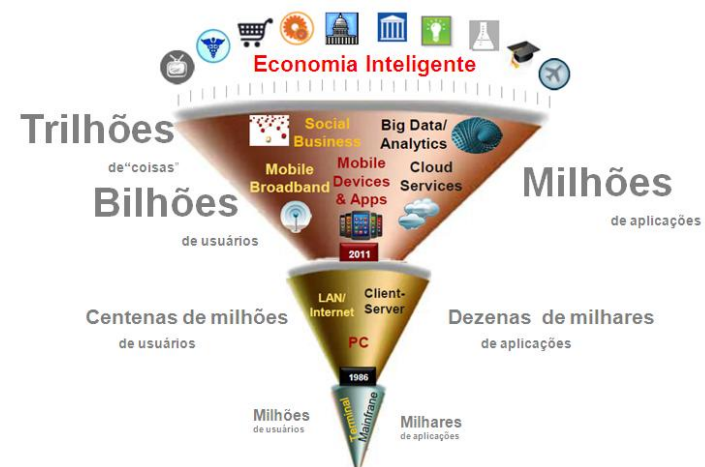 Economia Inteligente
Trilhões
de“coisas”
Social
Business
Big Data/
Analytics
Mobile
Broadband
Mobile
Devices
& Apps
Cloud
Services
Bilhões
de usuários
Milhões
de aplicações
2011
LAN/
Internet
Client-
Server
PC
Centenas de milhões
de usuários
Dezenas de milhares
de aplicações
1986
Terminal
Mainfrane
Milhões
de usuários
Milhares
de aplicações